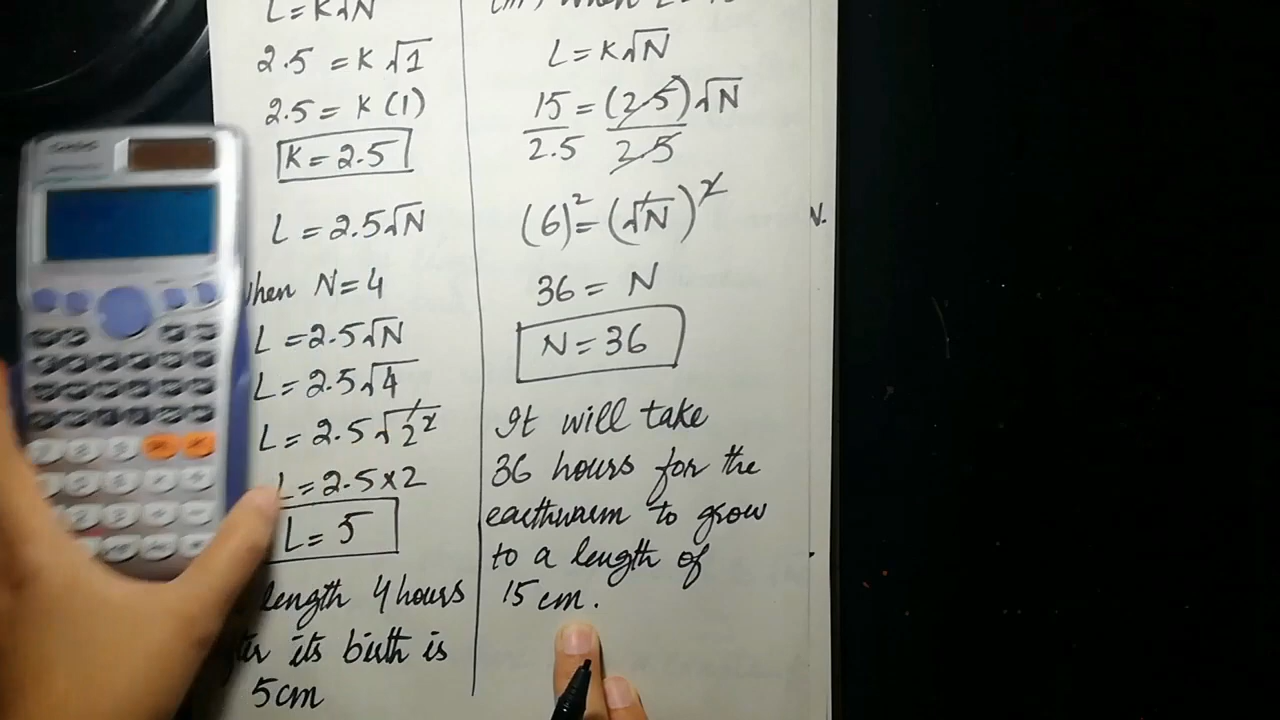 L = K√N
2.5 = K √1
2.5 = K (1)
K = 2.5
L = 2.5√N
when N = 4
L = 2.5√N
L = 2.5√4
L = 2.5√2²
L = 2.5×2
L = 5
length 4 hours
its birth is
5cm
L = K√N
15 = (2.5)√N
2.5 2.5
(6)² = (√N)²
36 = N
N = 36
It will take
36 hours for the
earthworm to grow
to a length of
15 cm.